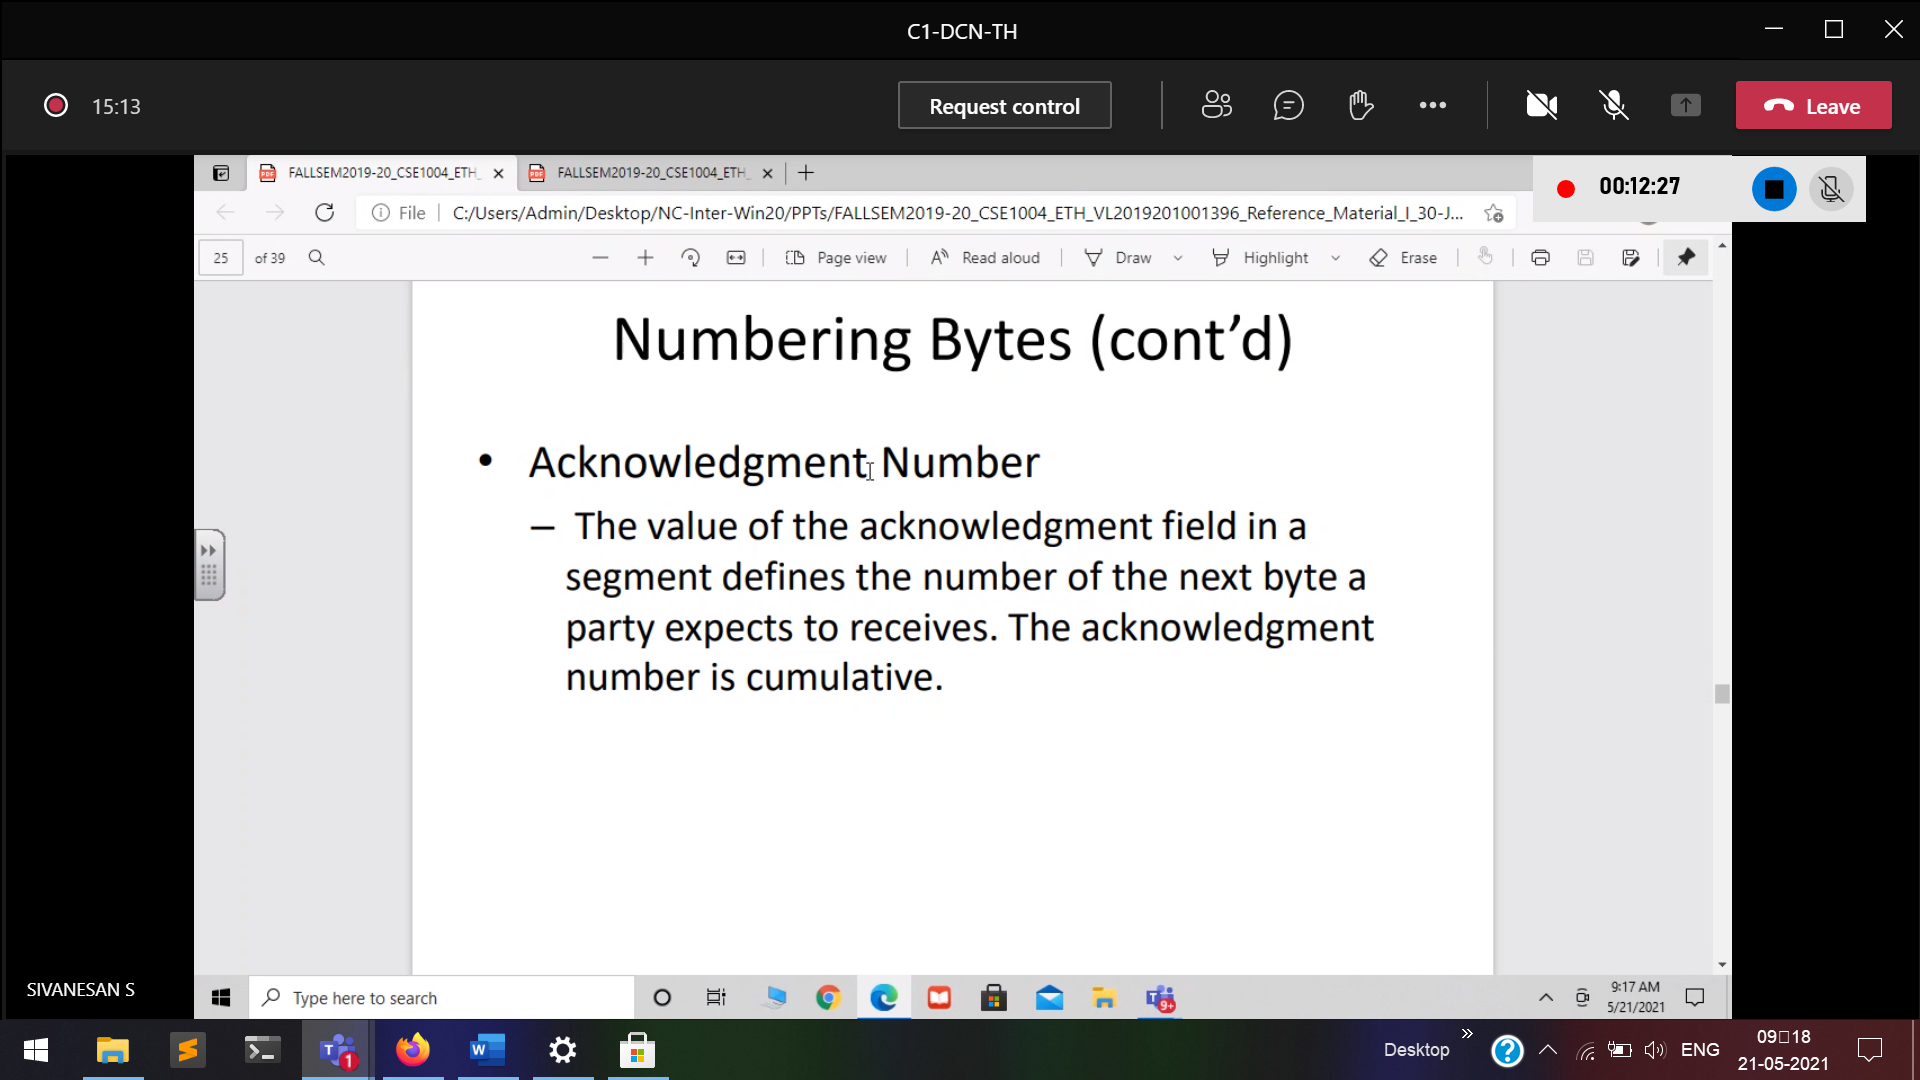 C1-DCN-TH
15:13
Request control
Leave
FALLSEM2019-20_CSE1004_ETH_
FALLSEM2019-20_CSE1004_ETH_
00:12:27
File
C:/Users/Admin/Desktop/NC-Inter-Win20/PPTs/FALLSEM2019-20_CSE1004_ETH_VL2019201001396_Reference_Material_I_30-J...
25 of 39
Page view
Read aloud
Draw
Highlight
Erase
Numbering Bytes (cont’d)
• Acknowledgment Number
– The value of the acknowledgment field in a
segment defines the number of the next byte a
party expects to receives. The acknowledgment
number is cumulative.
SIVANESAN S
Type here to search
9+
9:17 AM
5/21/2021
1
Desktop
ENG
09▯18
21-05-2021